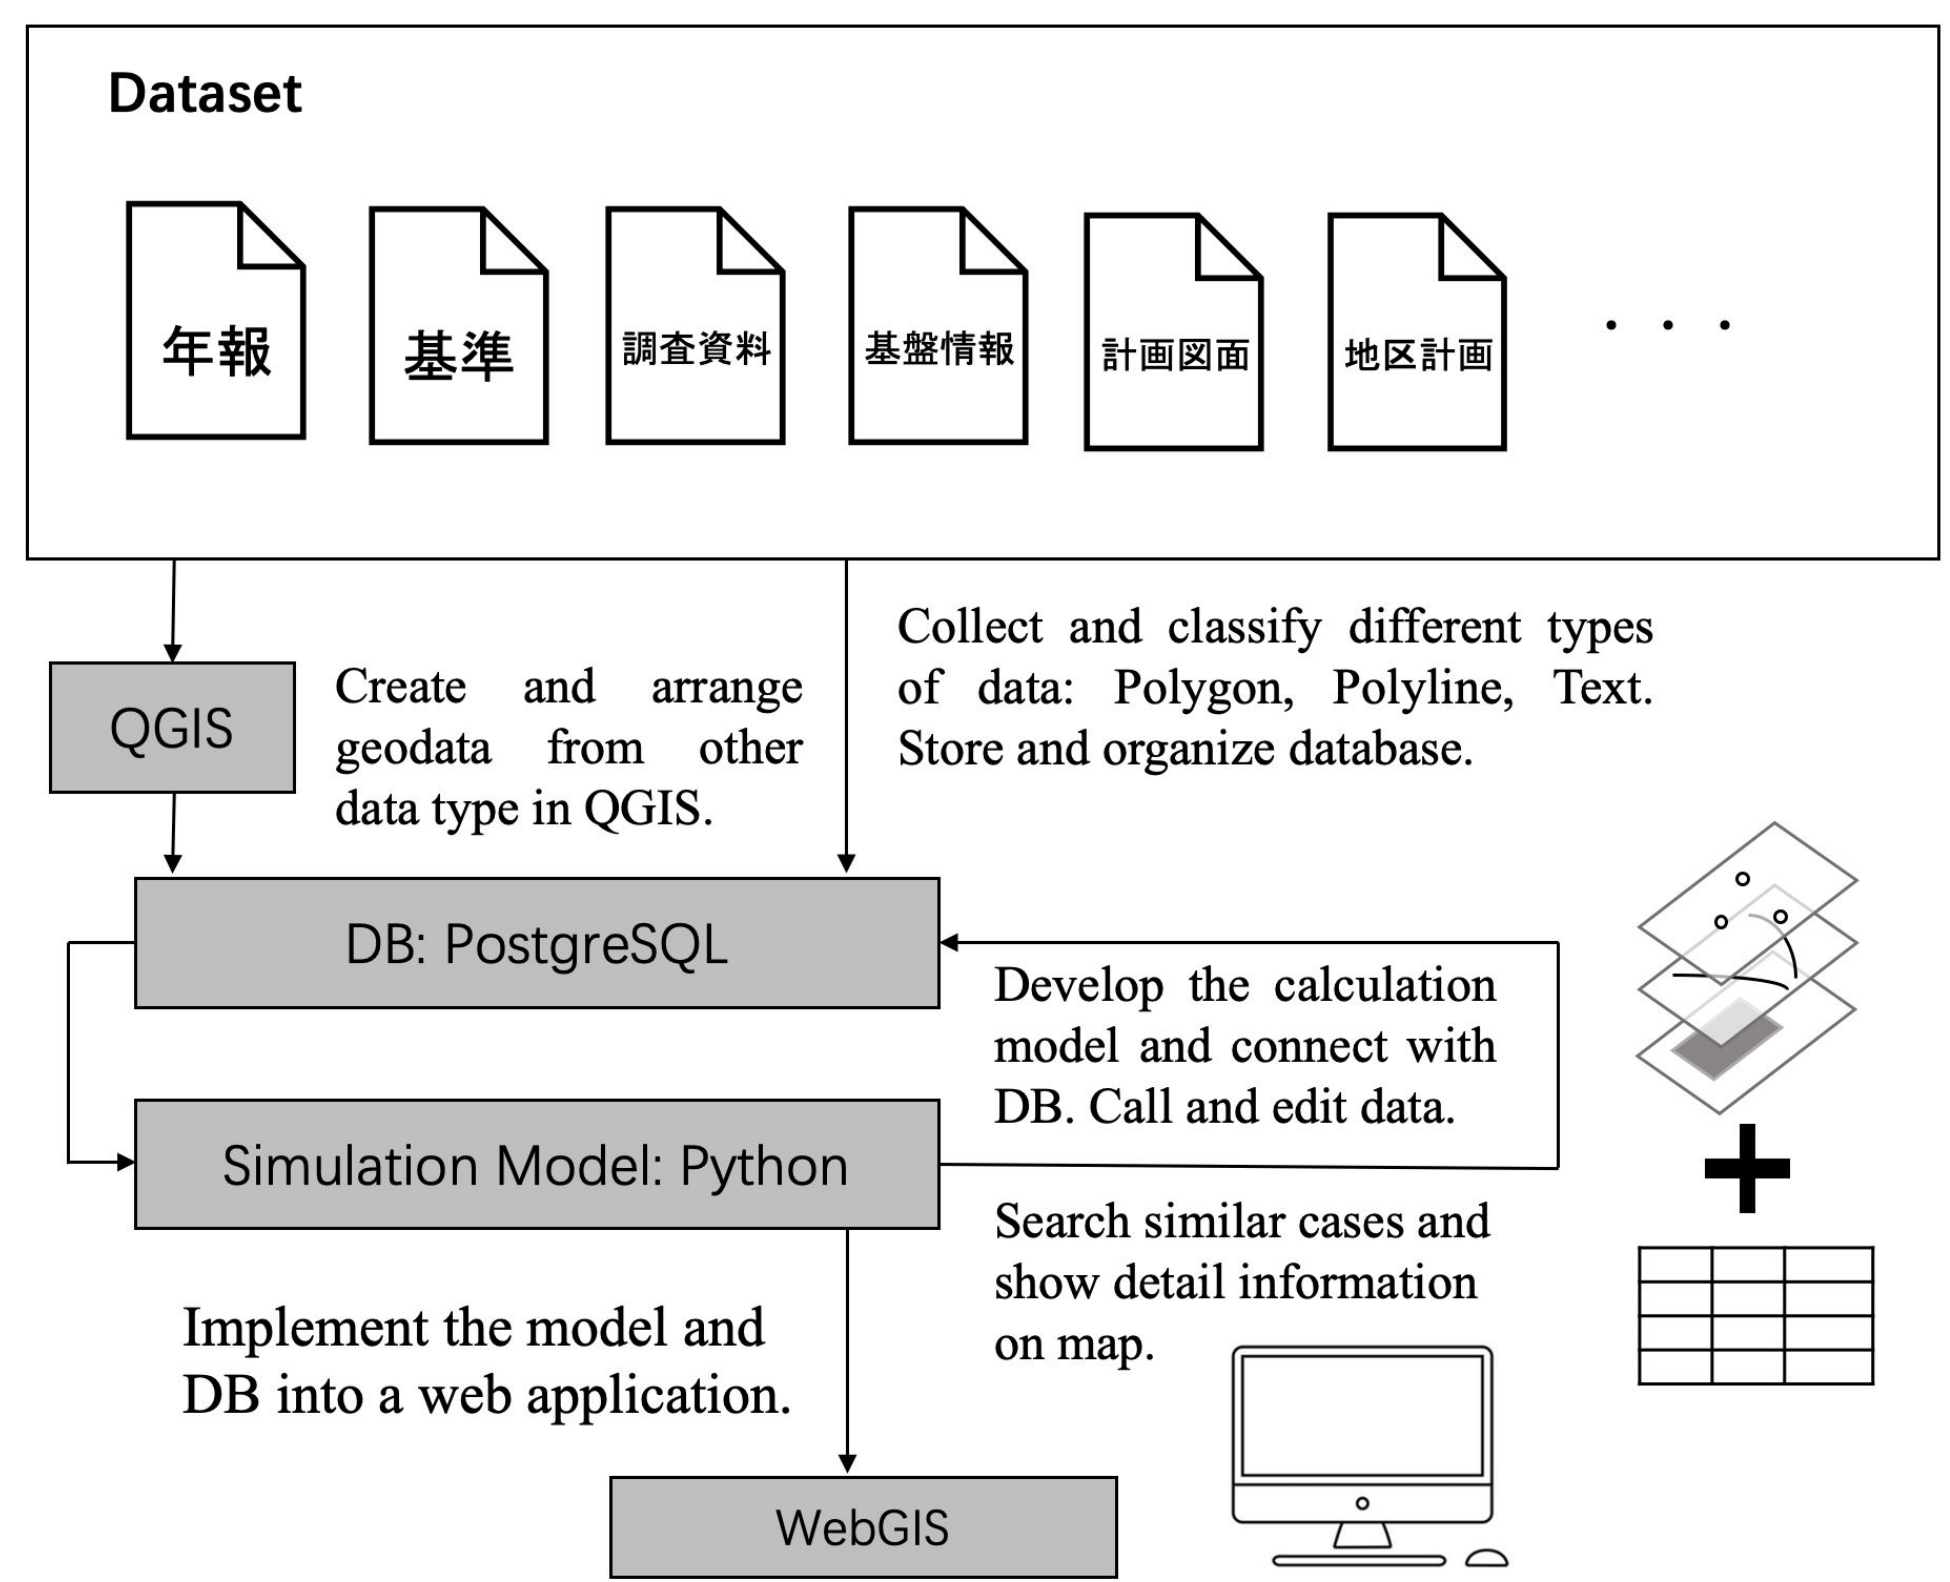 Dataset
年報
基準
調査資料
基盤情報
計画図面
地区計画
. . .
Collect and classify different types
of data: Polygon, Polyline, Text.
Store and organize database.
QGIS
Create and arrange
geodata from other
data type in QGIS.
DB: PostgreSQL
Develop the calculation
model and connect with
DB. Call and edit data.
Simulation Model: Python
Search similar cases and
show detail information
on map.
Implement the model and
DB into a web application.
WebGIS